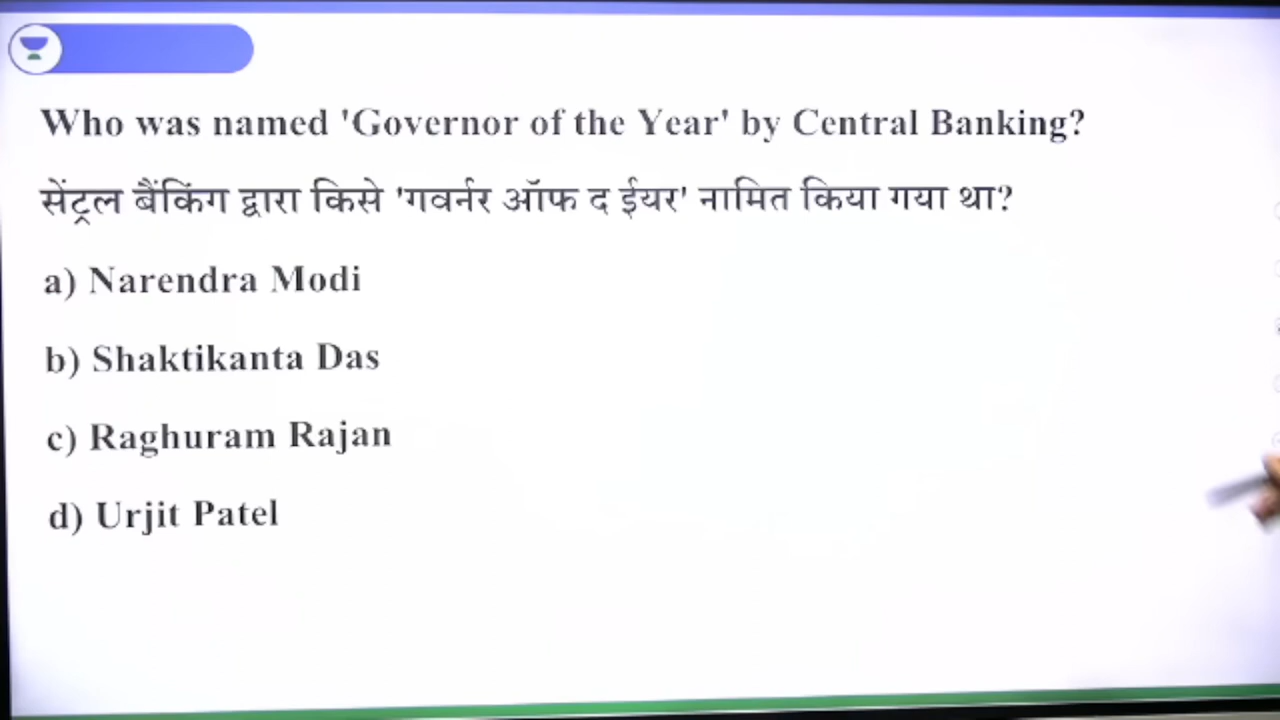 Who was named 'Governor of the Year' by Central Banking?
सेंट्रल बैंकिंग द्वारा किसे 'गवर्नर ऑफ द ईयर' नामित किया गया था?
a) Narendra Modi
b) Shaktikanta Das
c) Raghuram Rajan
d) Urjit Patel